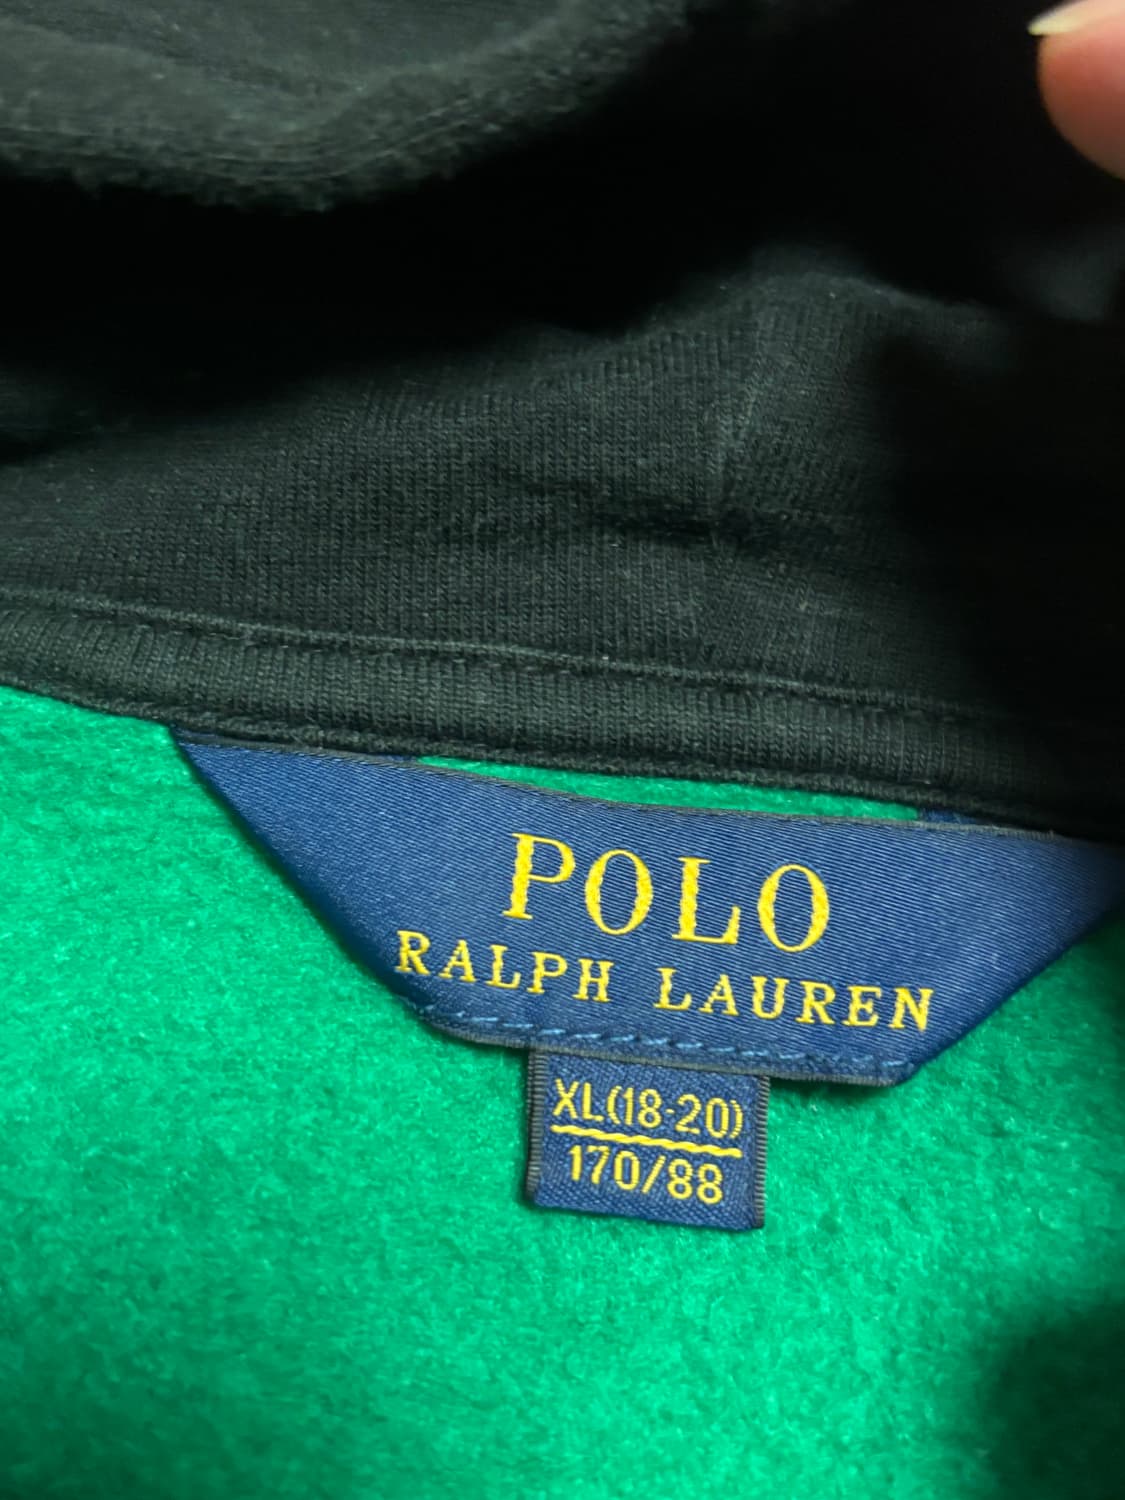 POLO
RALPH LAUREN
XL(18-20)
170/88